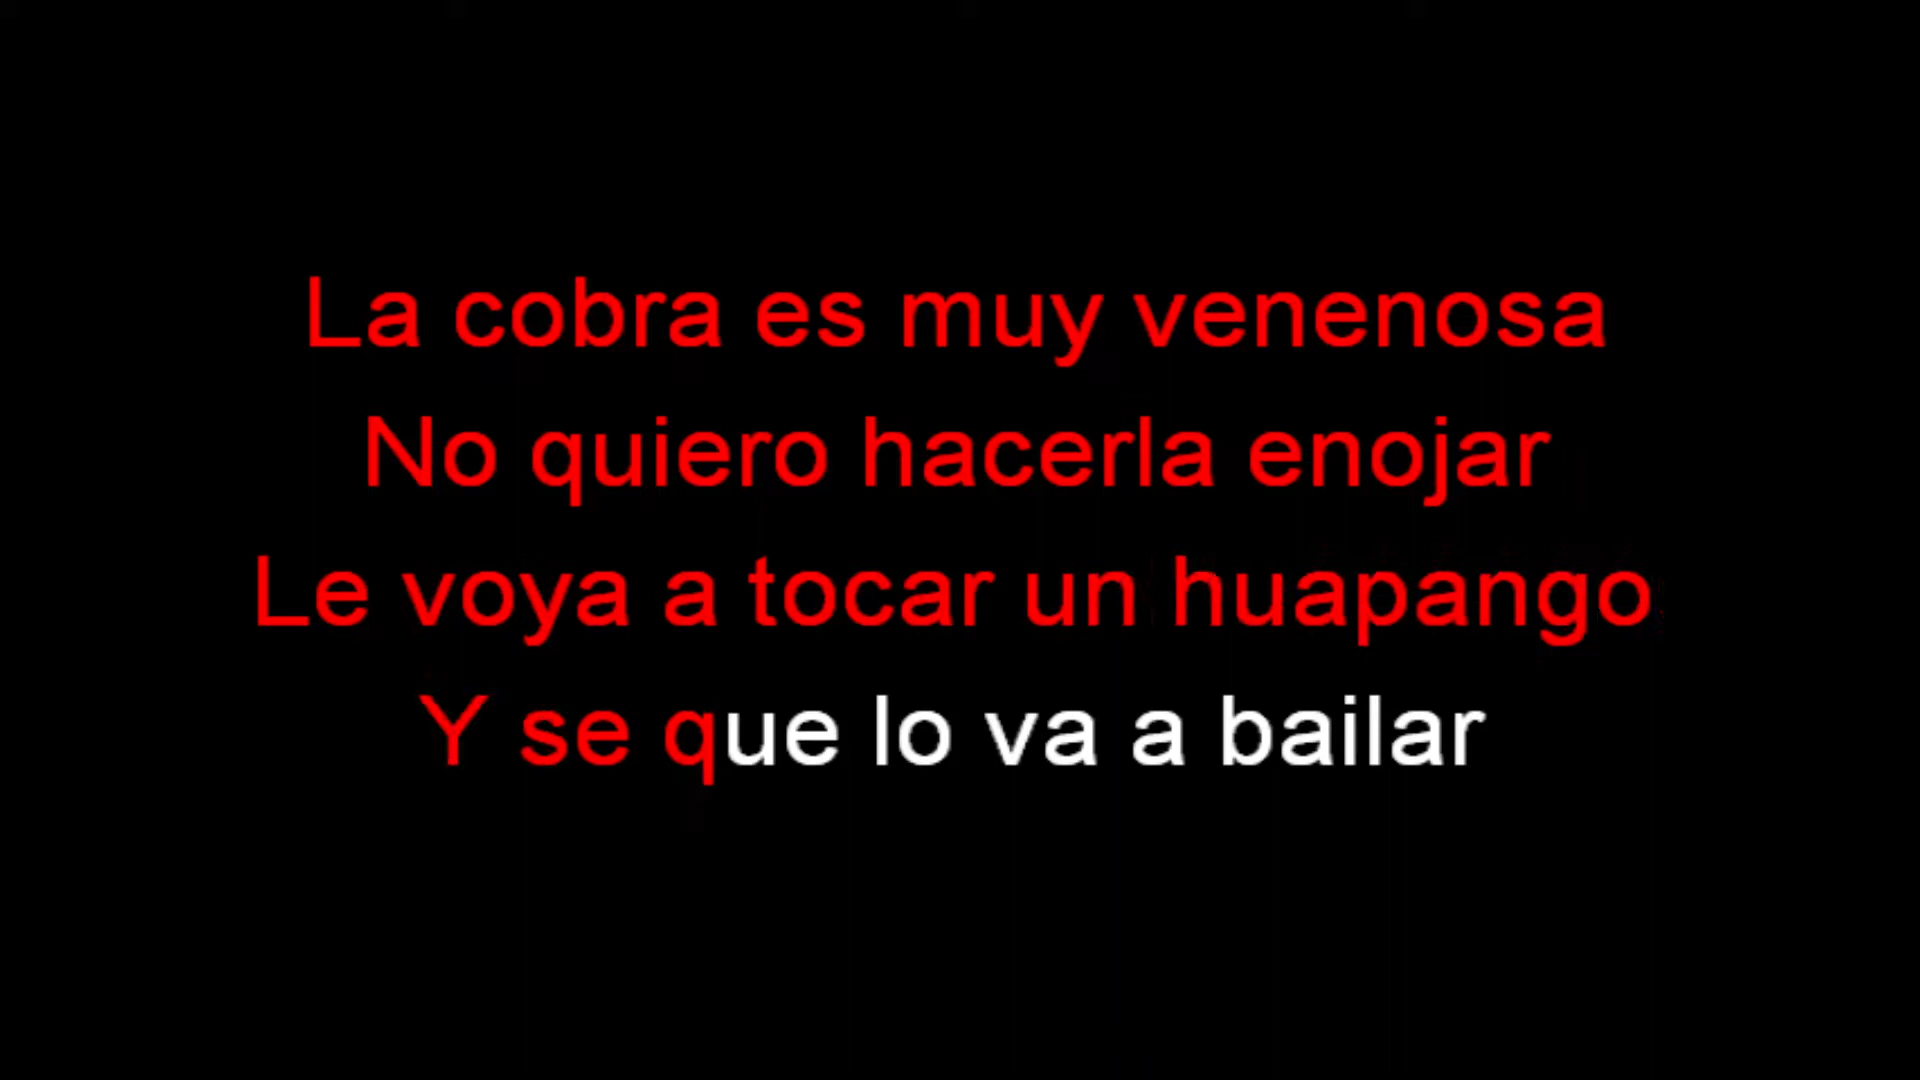 La cobra es muy venenosa
No quiero hacerla enojar
Le voya a tocar un huapango
Y se que lo va a bailar